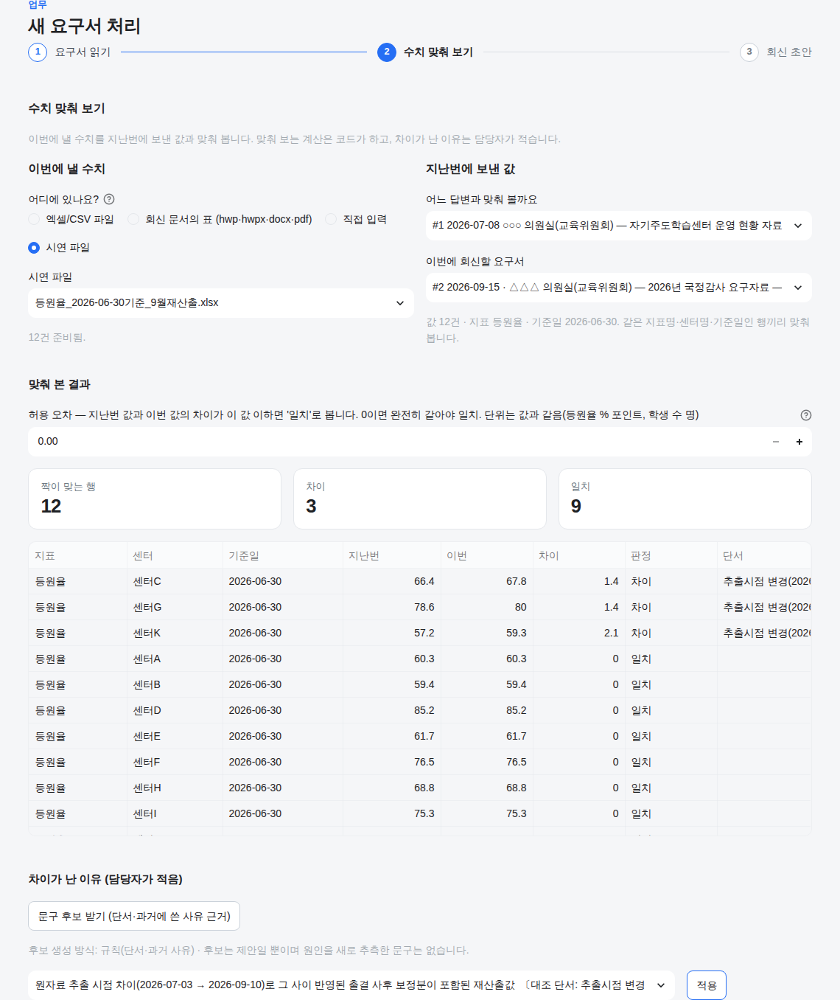 업무
새 요구서 처리
1 요구서 읽기 2 수치 맞춰 보기 3 회신 초안
수치 맞춰 보기
이번에 낼 수치를 지난번에 보낸 값과 맞춰 봅니다. 맞춰 보는 계산은 코드가 하고, 차이가 난 이유는 담당자가 적습니다.
이번에 낼 수치
어디에 있나요?
엑셀/CSV 파일 회신 문서의 표 (hwp·hwpx·docx·pdf) 직접 입력
시연 파일
시연 파일
등원율_2026-06-30기준_9월재산출.xlsx
12건 준비됨.
지난번에 보낸 값
어느 답변과 맞춰 볼까요
#1 2026-07-08 ○○○ 의원실(교육위원회) — 자기주도학습센터 운영 현황 자료
이번에 회신할 요구서
#2 2026-09-15 · △△△ 의원실(교육위원회) — 2026년 국정감사 요구자료 —
값 12건 · 지표 등원율 · 기준일 2026-06-30. 같은 지표명·센터명·기준일인 행끼리 맞춰
봅니다.
맞춰 본 결과
허용 오차 — 지난번 값과 이번 값의 차이가 이 값 이하면 '일치'로 봅니다. 0이면 완전히 같아야 일치. 단위는 값과 같음(등원율 % 포인트, 학생 수 명)
0.00
짝이 맞는 행
12
차이
3
일치
9
지표 센터 기준일 지난번 이번 차이 판정 단서
등원율 센터C 2026-06-30 66.4 67.8 1.4 차이 추출시점 변경(2026
등원율 센터G 2026-06-30 78.6 80 1.4 차이 추출시점 변경(2026
등원율 센터K 2026-06-30 57.2 59.3 2.1 차이 추출시점 변경(2026
등원율 센터A 2026-06-30 60.3 60.3 0 일치
등원율 센터B 2026-06-30 59.4 59.4 0 일치
등원율 센터D 2026-06-30 85.2 85.2 0 일치
등원율 센터E 2026-06-30 61.7 61.7 0 일치
등원율 센터F 2026-06-30 76.5 76.5 0 일치
등원율 센터H 2026-06-30 68.8 68.8 0 일치
등원율 센터I 2026-06-30 75.3 75.3 0 일치
차이가 난 이유 (담당자가 적음)
문구 후보 받기 (단서·과거에 쓴 사유 근거)
후보 생성 방식: 규칙(단서·과거 사유) · 후보는 제안일 뿐이며 원인을 새로 추측한 문구는 없습니다.
원자료 추출 시점 차이(2026-07-03 → 2026-09-10)로 그 사이 반영된 출결 사후 보정분이 포함된 재산출값 〔대조 단서: 추출시점 변경
적용